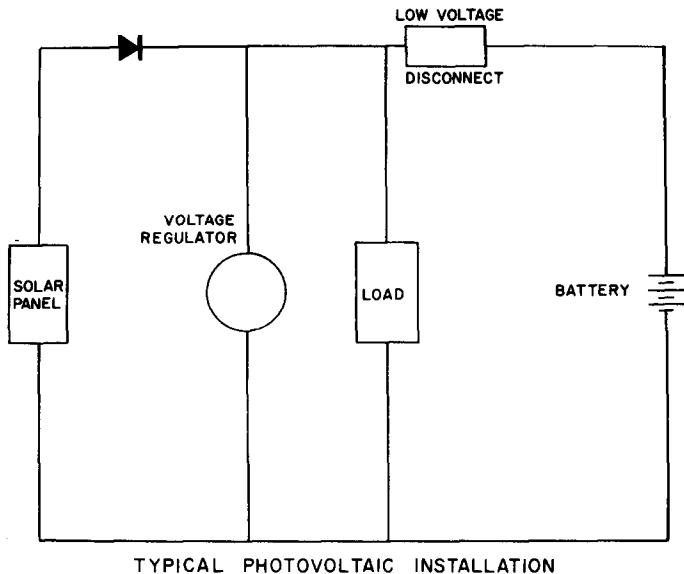 LOW VOLTAGE
DISCONNECT
VOLTAGE
REGULATOR
SOLAR
PANEL
LOAD
BATTERY
TYPICAL PHOTOVOLTAIC INSTALLATION